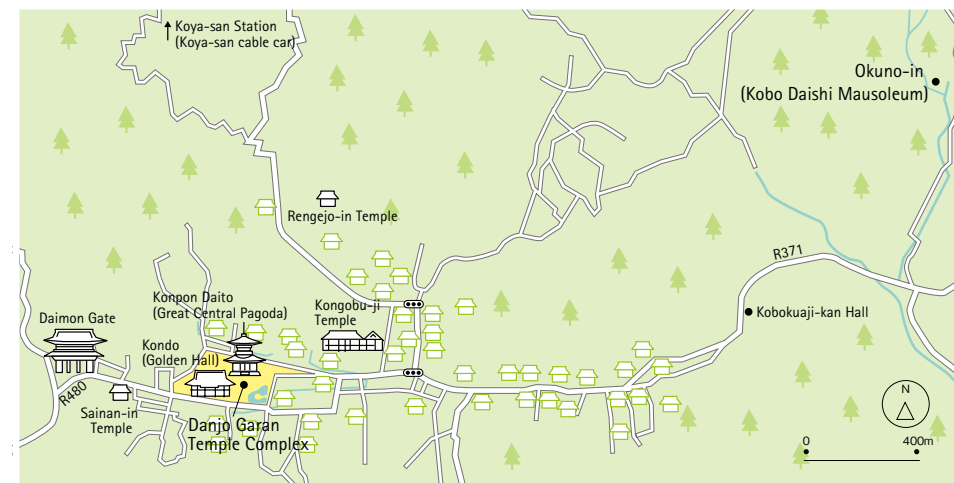 Koya-san Station
(Koya-san cable car)
Okuno-in
(Kobo Daishi Mausoleum)
Rengejo-in Temple
R371
Konpon Daito
(Great Central Pagoda)
Kongobu-ji
Temple
Daimon Gate
Kobokuaji-kan Hall
Kondo
(Golden Hall)
R480
Sainan-in
Temple
Danjo Garan
Temple Complex
N
0 400m